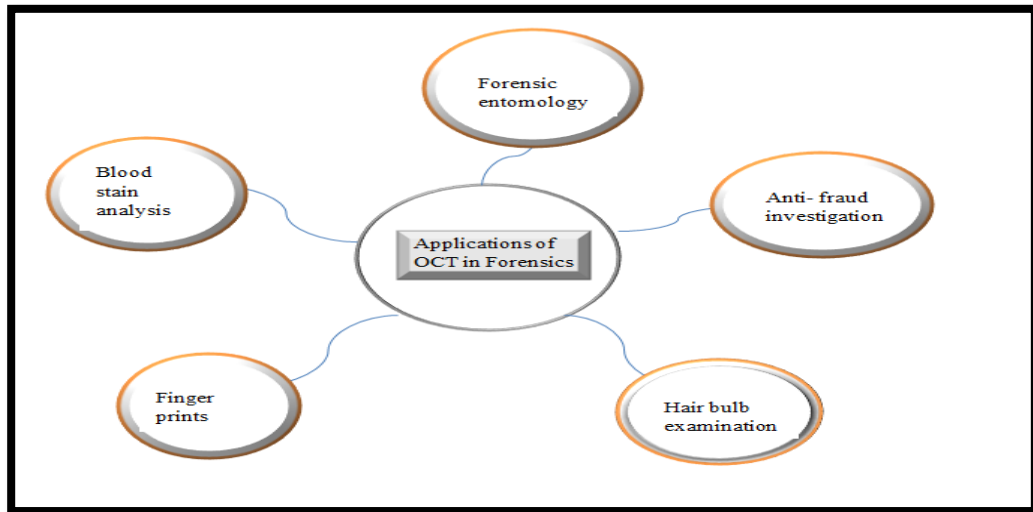 Forensic
entomology
Blood
stain
analysis
Anti- fraud
investigation
Applications of
OCT in Forensics
Finger
prints
Hair bulb
examination